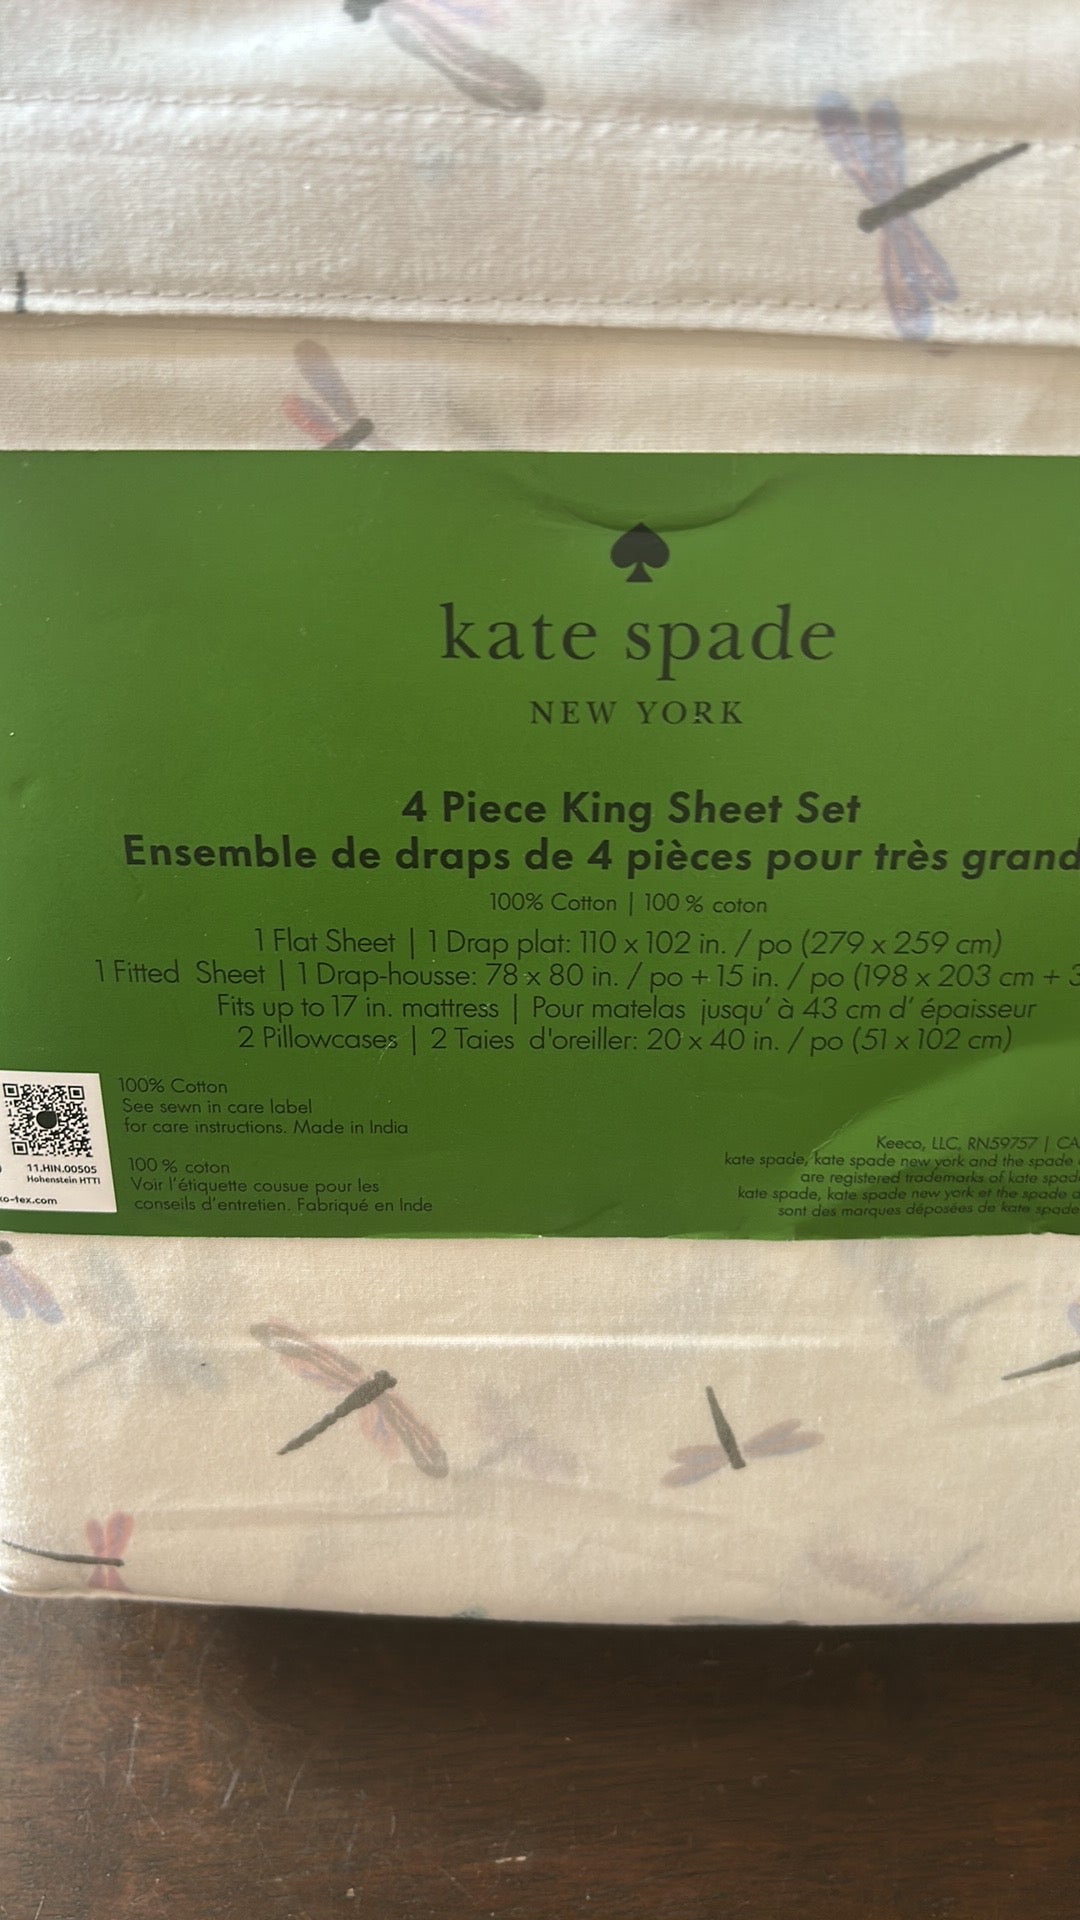 kate spade
NEW YORK
4 Piece King Sheet Set
Ensemble de draps de 4 pièces pour très grand
100% Cotton | 100 % coton
1 Flat Sheet | 1 Drap plat: 110 x 102 in. / po (279 x 259 cm)
1 Fitted Sheet | 1 Drap-housse: 78 x 80 in. / po + 15 in. / po (198 x 203 cm + 3
Fits up to 17 in. mattress | Pour matelas jusqu' à 43 cm d' épaisseur
2 Pillowcases | 2 Taies d'oreiller: 20 x 40 in. / po (51 x 102 cm)
100% Cotton
See sewn in care label
for care instructions. Made in India
100 % coton
Voir l'étiquette cousue pour les
conseils d'entretien. Fabriqué en Inde
11.HIN.00505
Hohenstein HTTI
o-tex.com
Keeco, LLC, RN59757 | CA
kate spade, kate spade new york and the spade
are registered trademarks of kate spad
kate spade, kate spade new york et the spade d
sont des marques déposées de kate spade